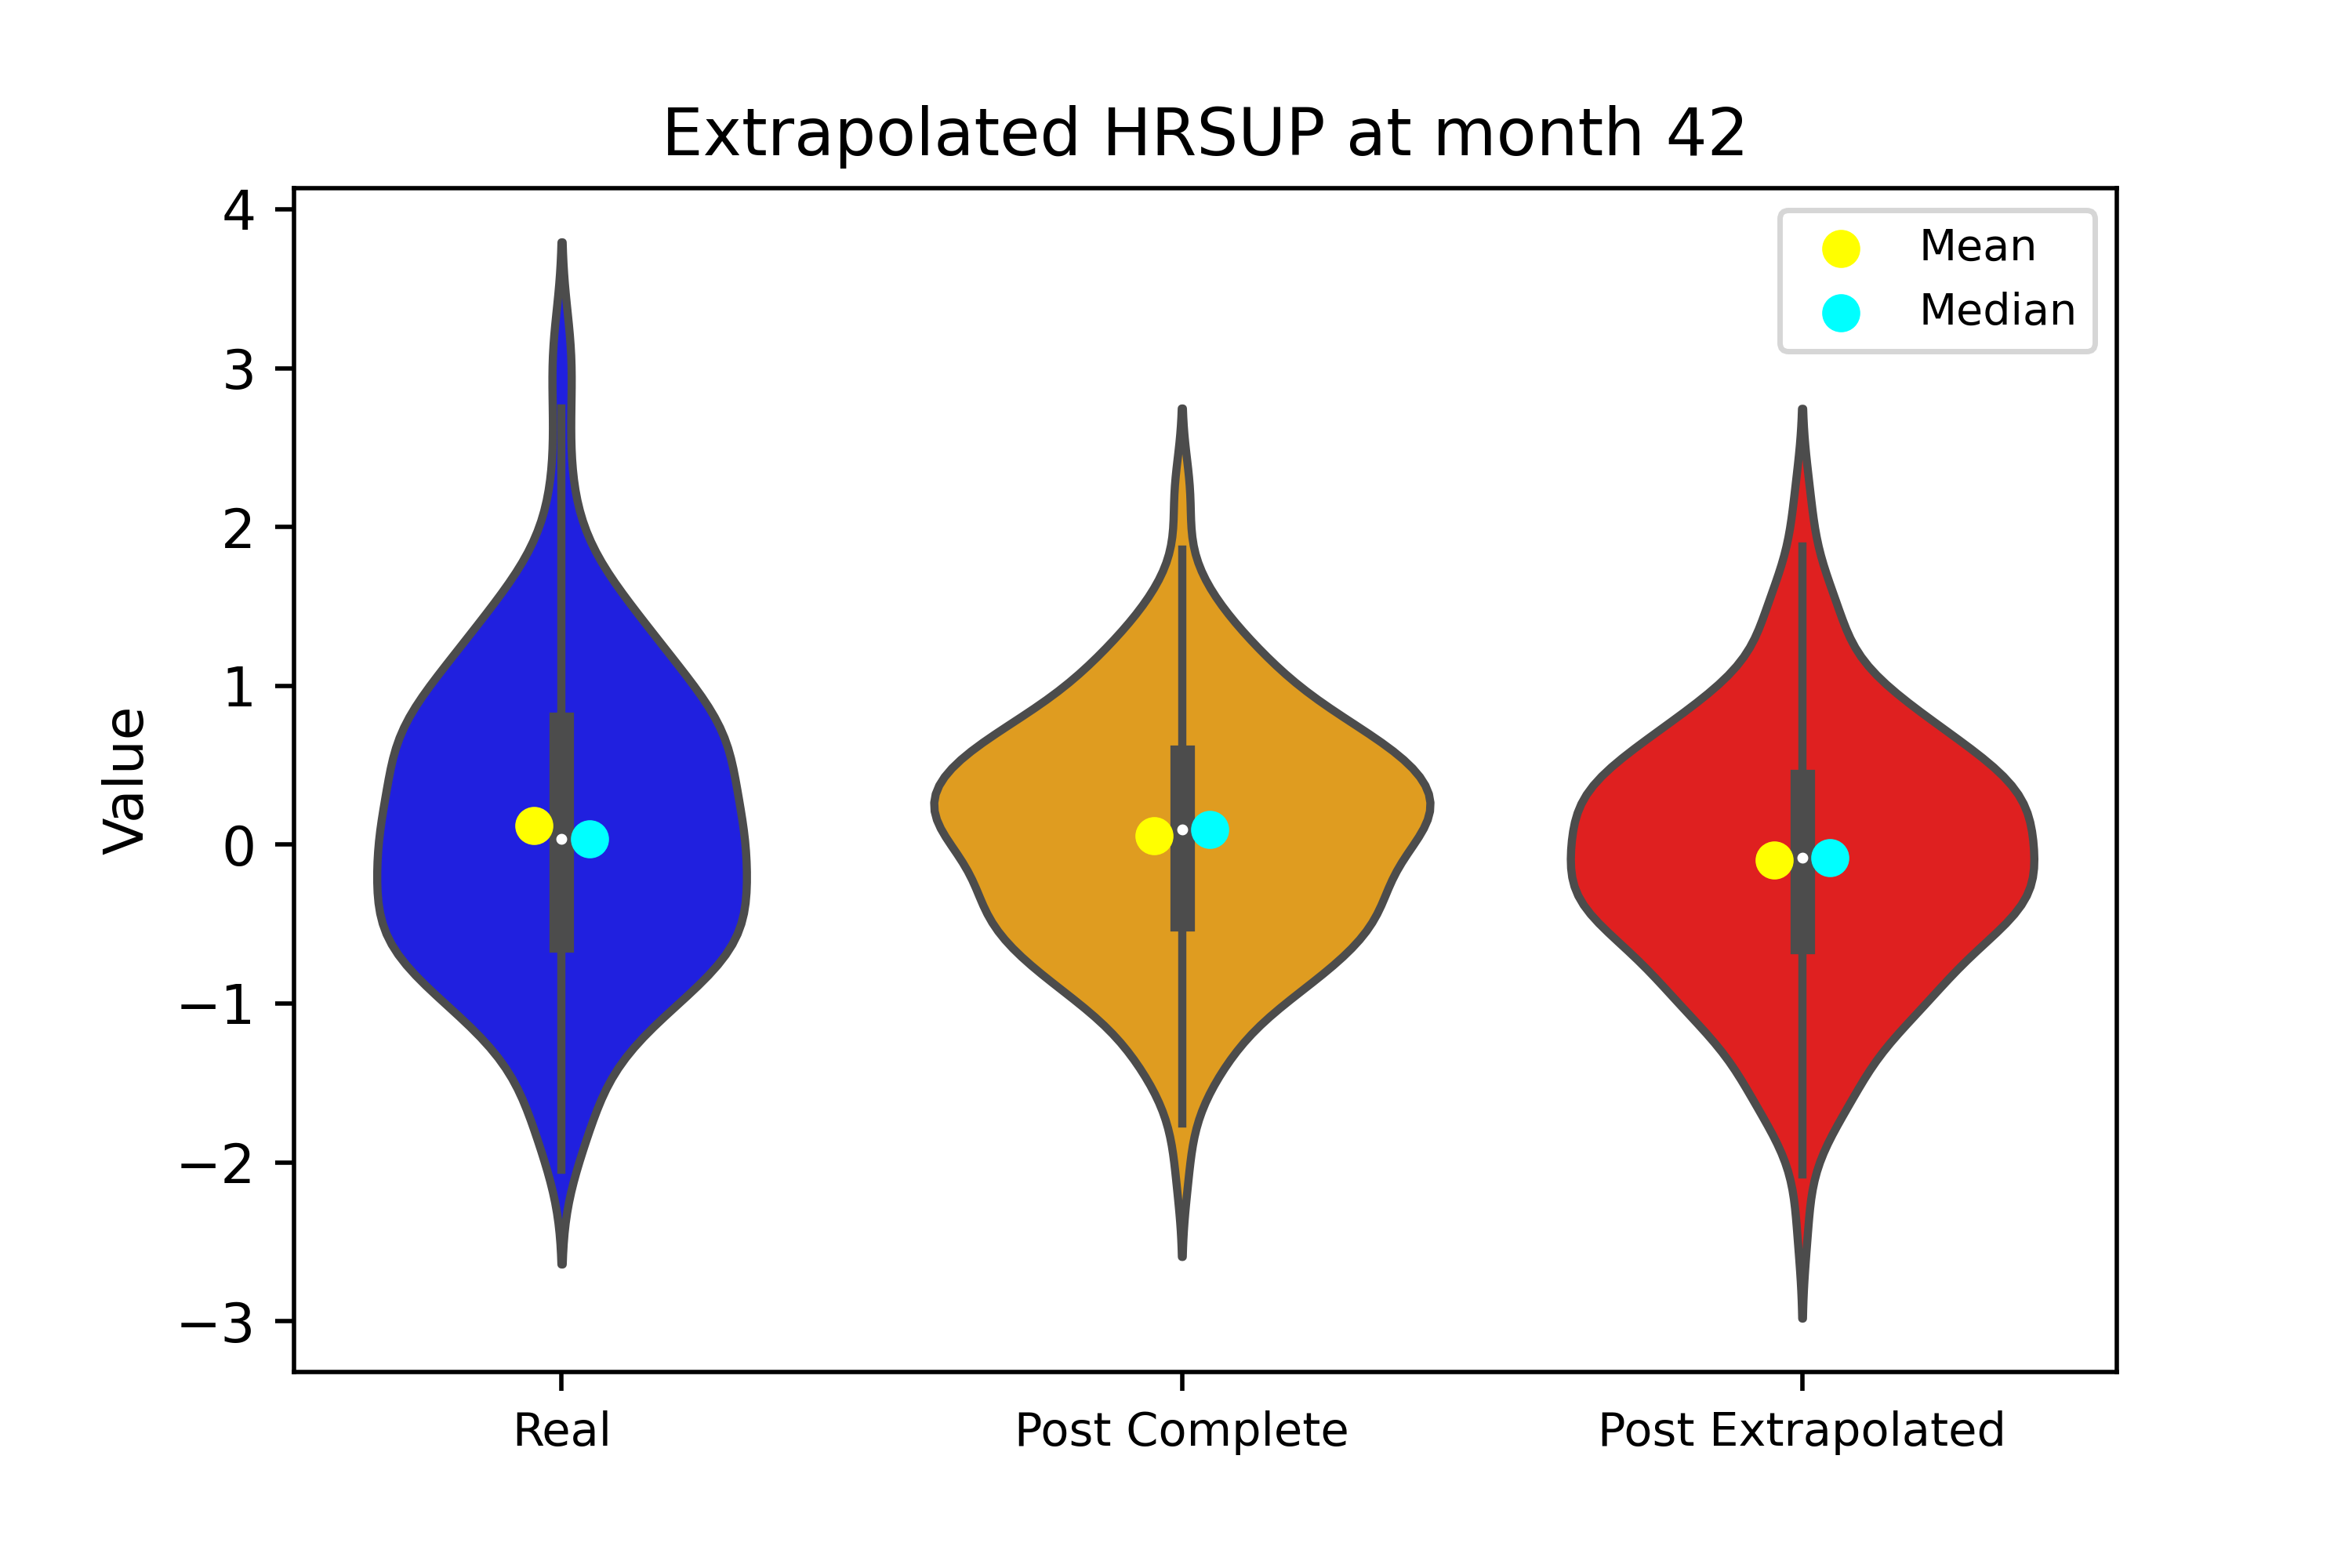 Extrapolated HRSUP at month 42
4
3
2
1
0
−1
−2
−3
Value
Mean
Median
Real
Post Complete
Post Extrapolated